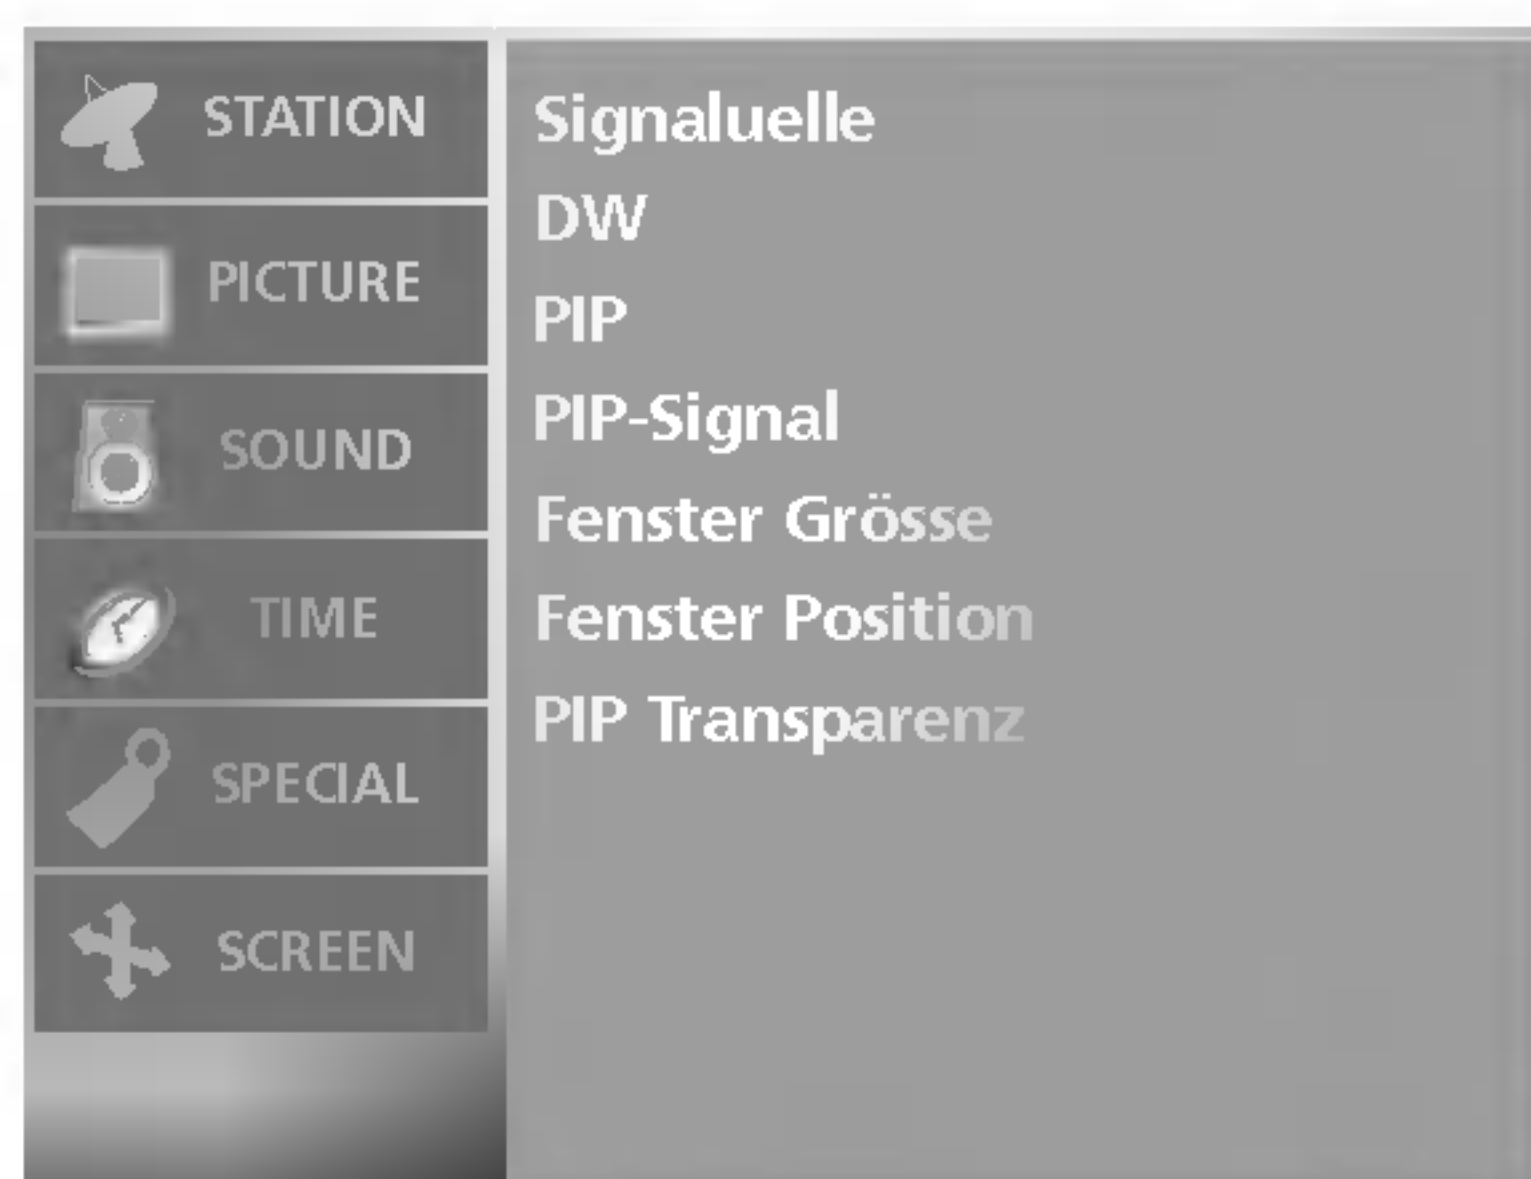 STATION
PICTURE
SOUND
TIME
SPECIAL
SCREEN
Signaluelle
DW
PIP
PIP-Signal
Fenster Grösse
Fenster Position
PIP Transparenz